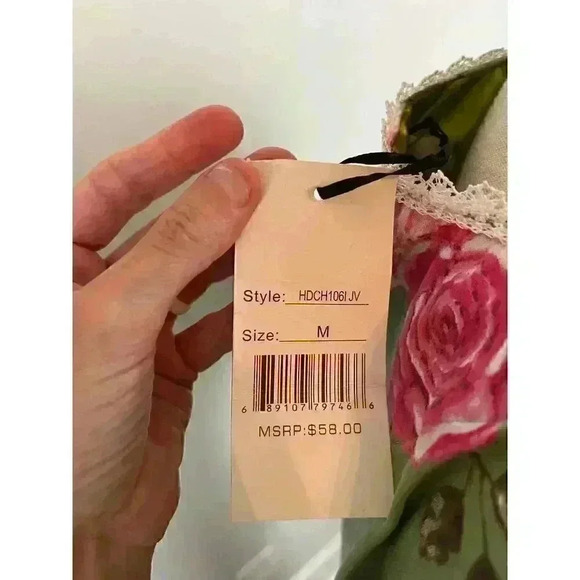 Style: HDCH106IJV
Size: M
6 89107 79746 6
MSRP:$58.00